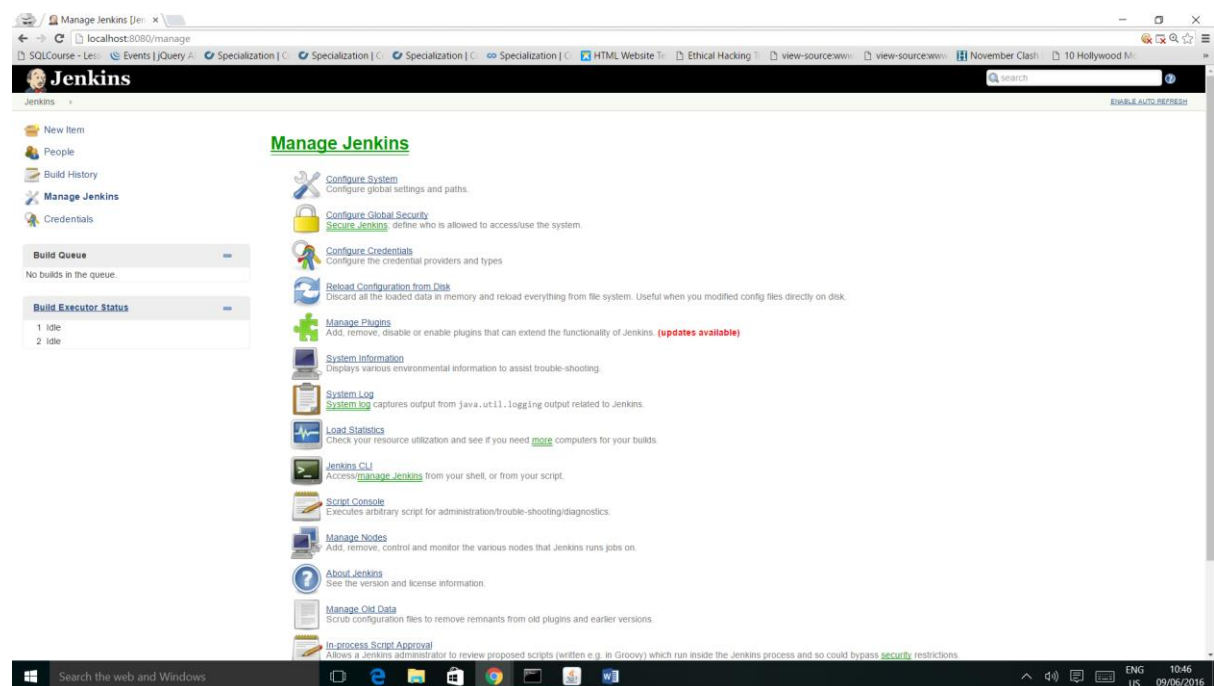 Manage Jenkins [Jen
localhost:8080/manage
SQLCourse - Less Events | jQuery A Specialization | C Specialization | C Specialization | C Specialization | C HTML Website Te Ethical Hacking T view-source:www view-source:www November Clash 10 Hollywood M
Jenkins
search
Jenkins
ENABLE AUTO REFRESH
New Item
People
Build History
Manage Jenkins
Credentials
Build Queue
No builds in the queue.
Build Executor Status
1 Idle
2 Idle
Manage Jenkins
Configure System
Configure global settings and paths.
Configure Global Security
Secure Jenkins; define who is allowed to access/use the system.
Configure Credentials
Configure the credential providers and types
Reload Configuration from Disk
Discard all the loaded data in memory and reload everything from file system. Useful when you modified config files directly on disk.
Manage Plugins
Add, remove, disable or enable plugins that can extend the functionality of Jenkins. (updates available)
System Information
Displays various environmental information to assist trouble-shooting.
System Log
System log captures output from java.util.logging output related to Jenkins.
Load Statistics
Check your resource utilization and see if you need more computers for your builds.
Jenkins CLI
Access/manage Jenkins from your shell, or from your script.
Script Console
Executes arbitrary script for administration/trouble-shooting/diagnostics.
Manage Nodes
Add, remove, control and monitor the various nodes that Jenkins runs jobs on.
About Jenkins
See the version and license information.
Manage Old Data
Scrub configuration files to remove remnants from old plugins and earlier versions.
In-process Script Approval
Allows a Jenkins administrator to review proposed scripts (written e.g. in Groovy) which run inside the Jenkins process and so could bypass security restrictions.
Search the web and Windows
ENG
US
10:46
09/06/2016